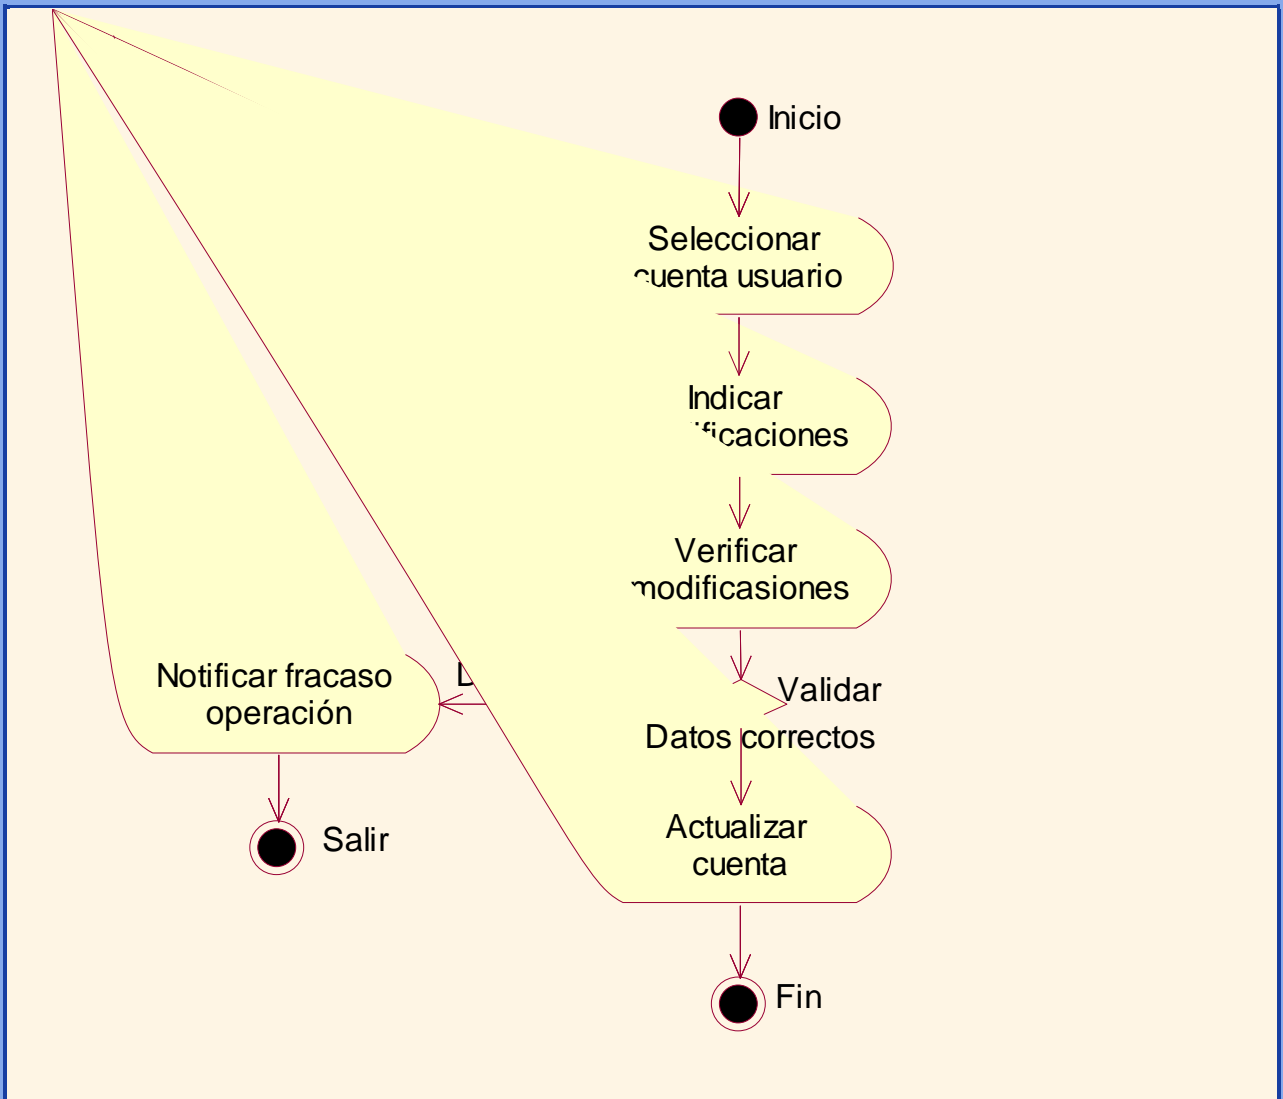 Inicio
Seleccionar
cuenta usuario
Indicar
Verificar
modificasiones
Notificar fracaso
operación
Validar
Datos correctos
Actualizar
cuenta
Salir
Fin